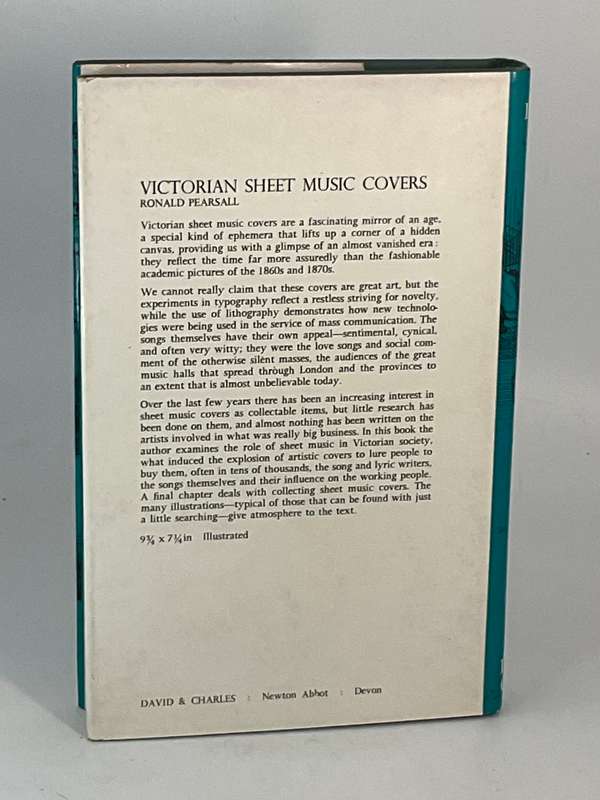 VICTORIAN SHEET MUSIC COVERS
RONALD PEARSALL
Victorian sheet music covers are a fascinating mirror of an age,
a special kind of ephemera that lifts up a corner of a hidden
canvas, providing us with a glimpse of an almost vanished era:
they reflect the time far more assuredly than the fashionable
academic pictures of the 1860s and 1870s.
We cannot really claim that these covers are great art, but the
experiments in typography reflect a restless striving for novelty,
while the use of lithography demonstrates how new technolo-
gies were being used in the service of mass communication. The
songs themselves have their own appeal—sentimental, cynical,
and often very witty; they were the love songs and social com-
ment of the otherwise silent masses, the audiences of the great
music halls that spread through London and the provinces to
an extent that is almost unbelievable today.
Over the last few years there has been an increasing interest in
sheet music covers as collectable items, but little research has
been done on them, and almost nothing has been written on the
artists involved in what was really big business. In this book the
author examines the role of sheet music in Victorian society,
what induced the explosion of artistic covers to lure people to
buy them, often in tens of thousands, the song and lyric writers,
the songs themselves and their influence on the working people.
A final chapter deals with collecting sheet music covers. The
many illustrations—typical of those that can be found with just
a little searching—give atmosphere to the text.
9¾ x 7¼in Illustrated
DAVID & CHARLES : Newton Abbot : Devon